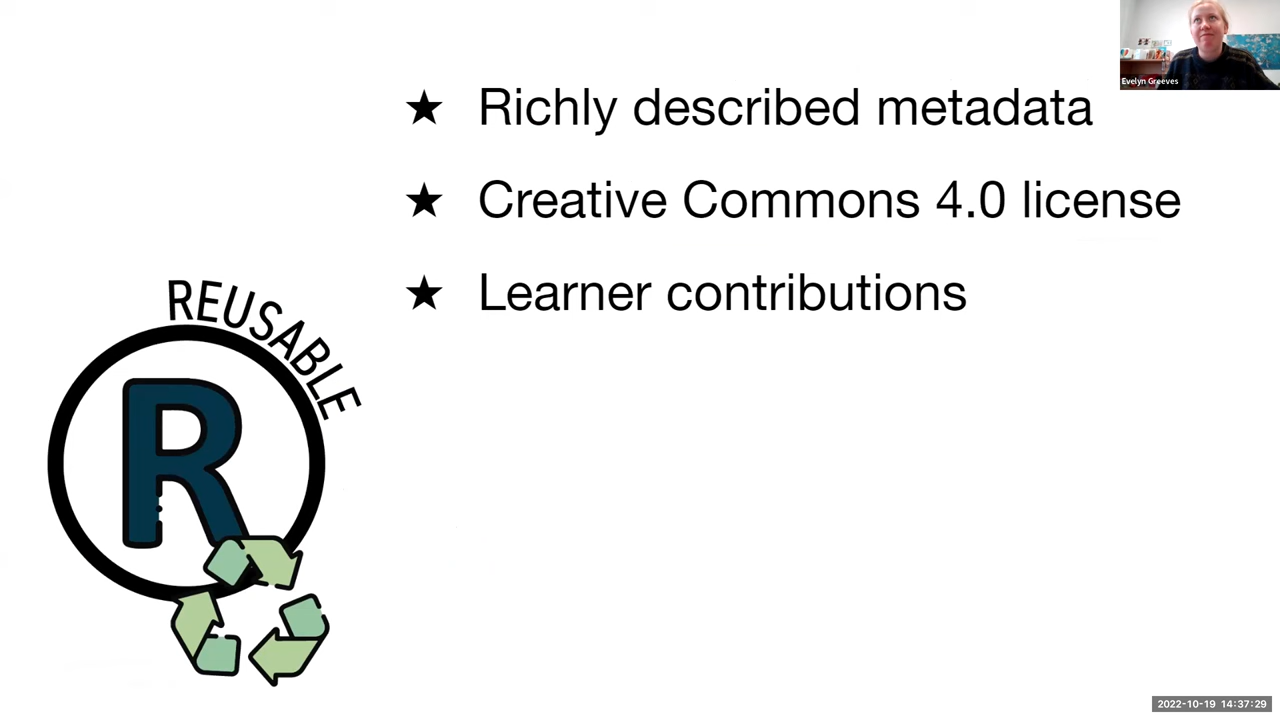 Evelyn Greeves
★ Richly described metadata
★ Creative Commons 4.0 license
★ Learner contributions
REUSABLE
R
2022-10-19 14:37:29